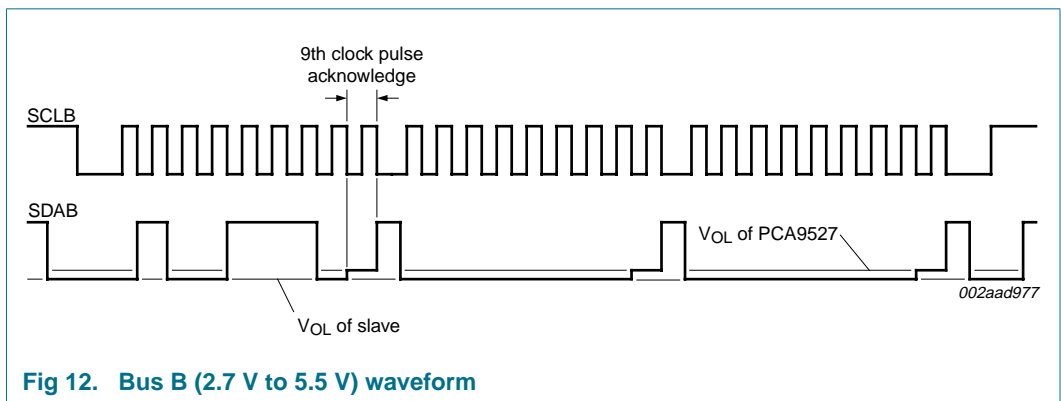 9th clock pulse
acknowledge
SCLB
SDAB
VOL of PCA9527
002aad977
VOL of slave
Fig 12. Bus B (2.7 V to 5.5 V) waveform